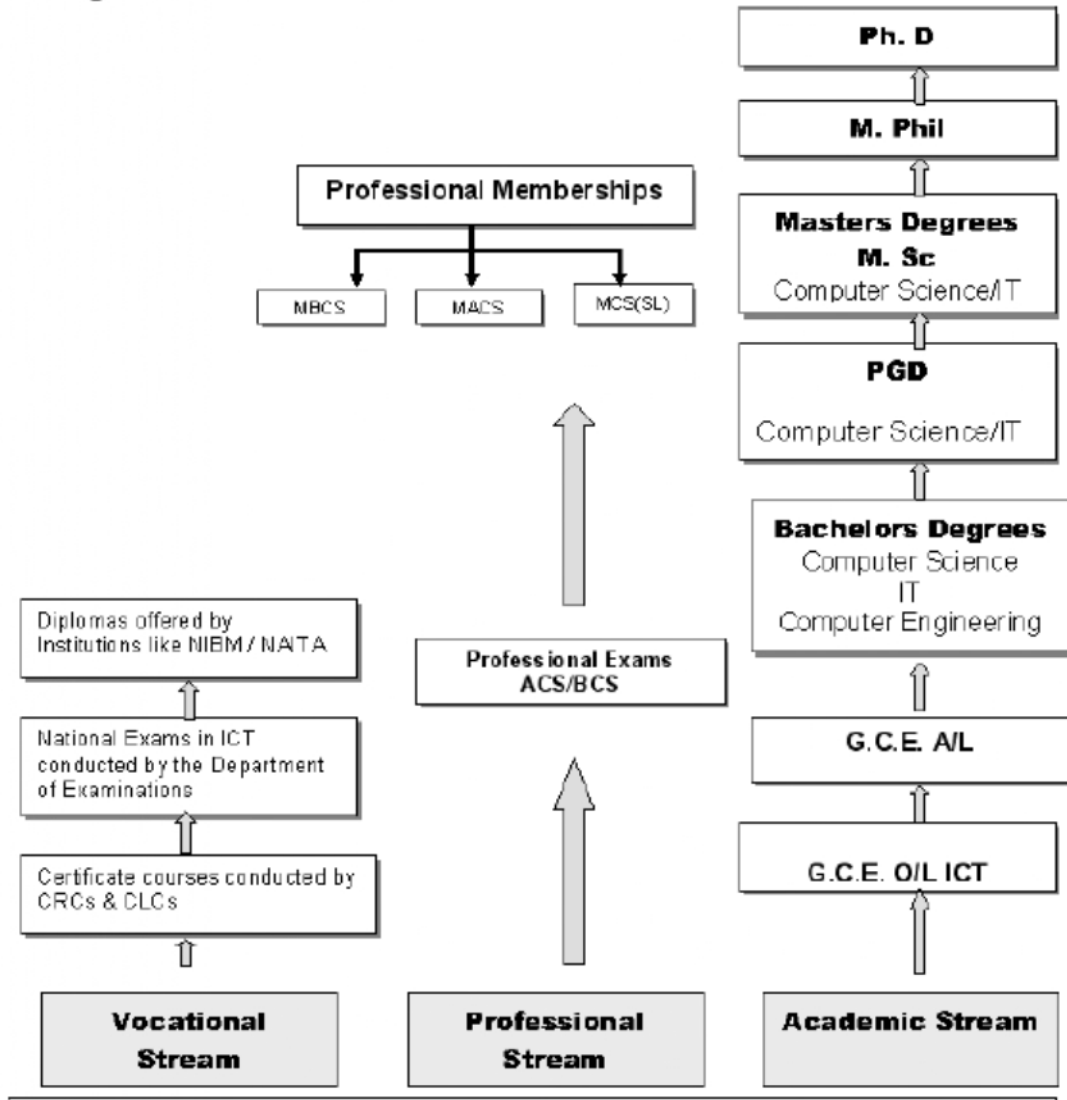 Ph. D
M. Phil
Professional Memberships
MBCS
MACS
MCS(SL)
Masters Degrees
M. Sc
Computer Science/IT
PGD
Computer Science/IT
Bachelors Degrees
Computer Science
IT
Computer Engineering
Diplomas offered by
Institutions like NIBM / NAITA
Professional Exams
ACS/BCS
National Exams in ICT
conducted by the Department
of Examinations
G.C.E. A/L
Certificate courses conducted by
CRCs & CLCs
G.C.E. O/L ICT
Vocational
Stream
Professional
Stream
Academic Stream